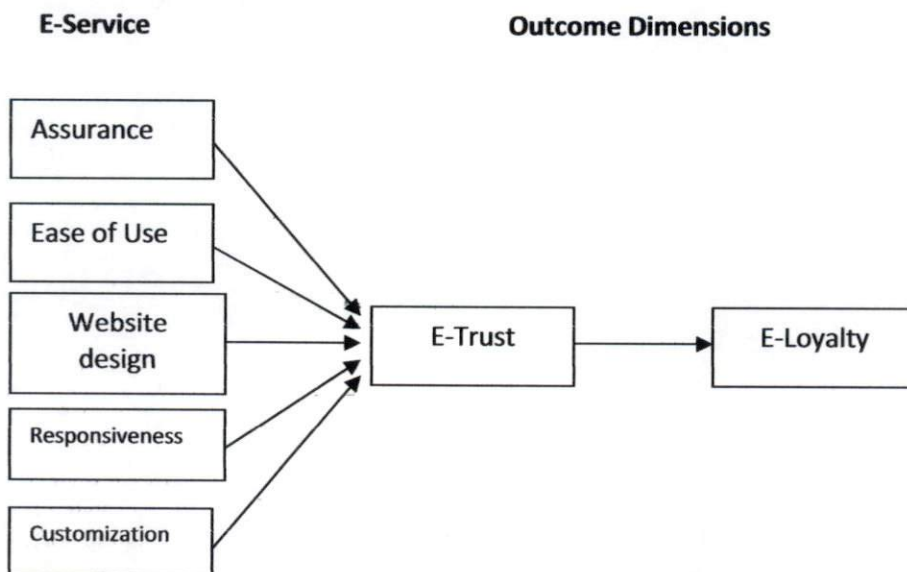 E-Service
Outcome Dimensions
Assurance
Ease of Use
Website
design
Responsiveness
Customization
E-Trust
E-Loyalty